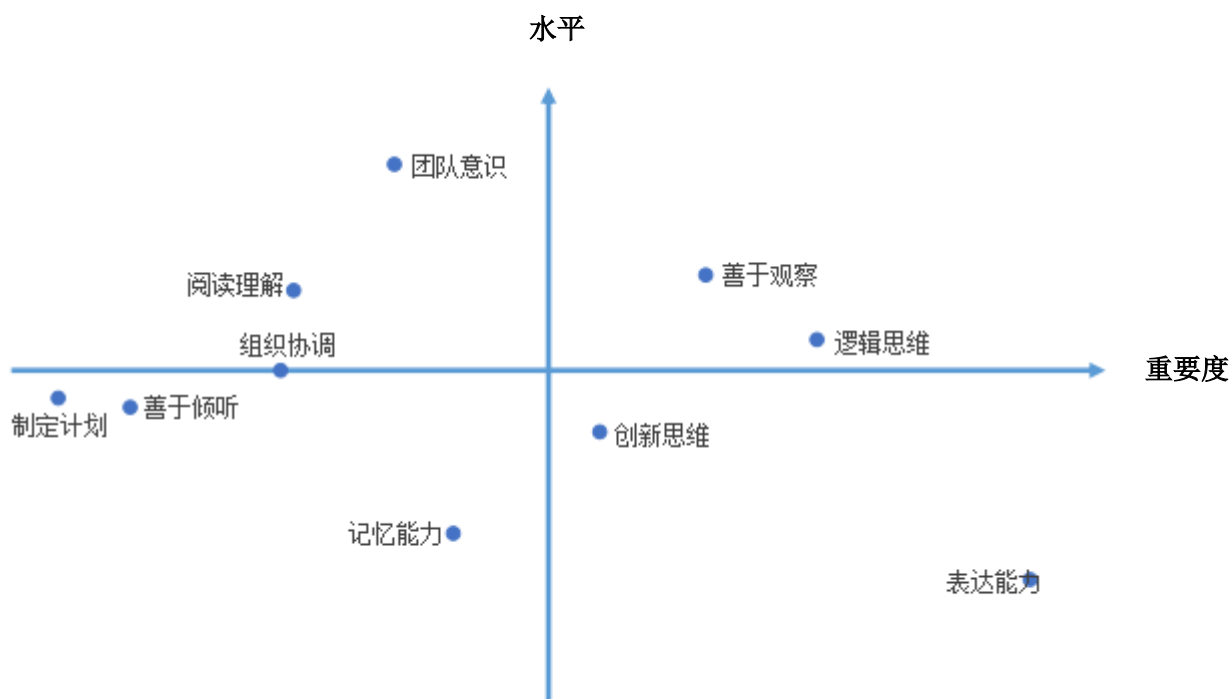 水平
团队意识
善于观察
阅读理解
组织协调
逻辑思维
重要度
制定计划
善于倾听
创新思维
记忆能力
表达能力